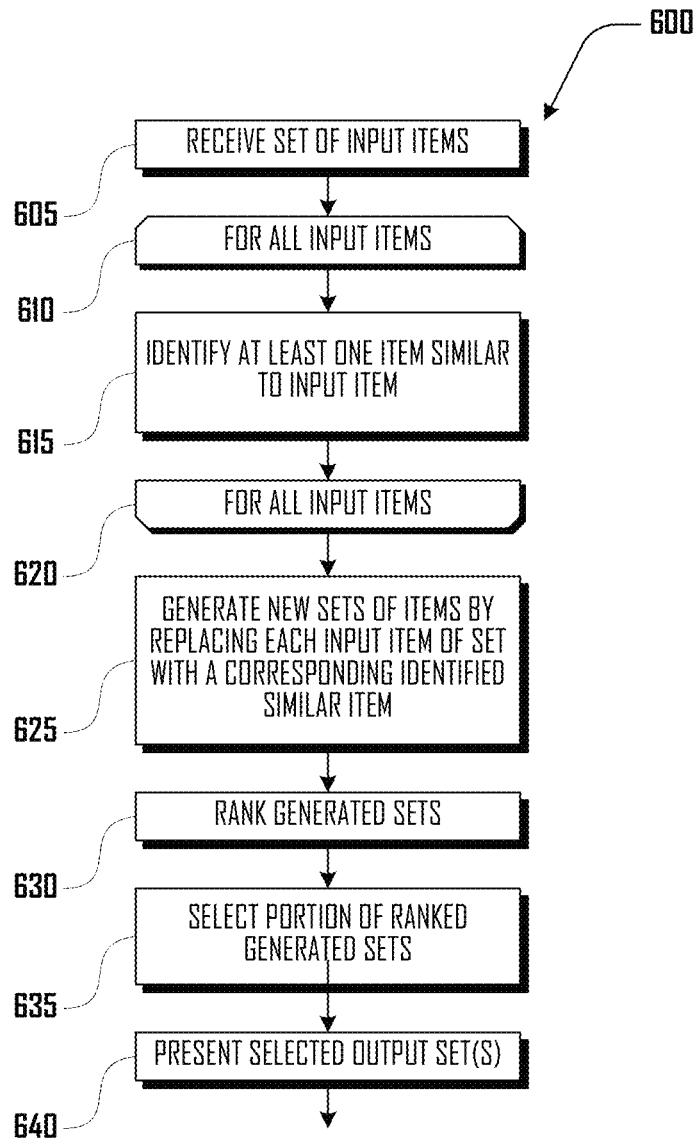 600
RECEIVE SET OF INPUT ITEMS
605
FOR ALL INPUT ITEMS
610
IDENTIFY AT LEAST ONE ITEM SIMILAR
TO INPUT ITEM
615
FOR ALL INPUT ITEMS
620
GENERATE NEW SETS OF ITEMS BY
REPLACING EACH INPUT ITEM OF SET
WITH A CORRESPONDING IDENTIFIED
SIMILAR ITEM
625
RANK GENERATED SETS
630
SELECT PORTION OF RANKED
GENERATED SETS
635
PRESENT SELECTED OUTPUT SET(S)
640